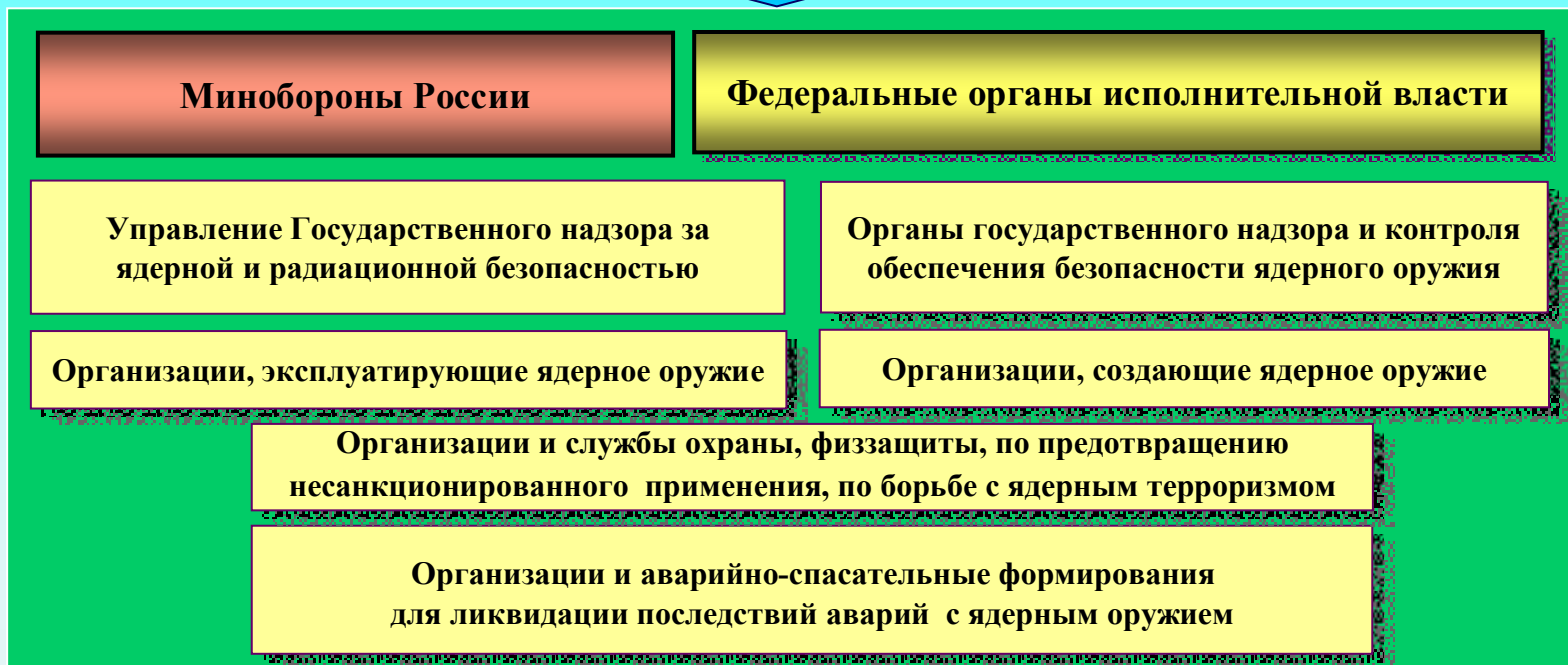 Минобороны России
Федеральные органы исполнительной власти
Управление Государственного надзора за
ядерной и радиационной безопасностью
Органы государственного надзора и контроля
обеспечения безопасности ядерного оружия
Организации, эксплуатирующие ядерное оружие
Организации, создающие ядерное оружие
Организации и службы охраны, физзащиты, по предотвращению
несанкционированного применения, по борьбе с ядерным терроризмом
Организации и аварийно-спасательные формирования
для ликвидации последствий аварий с ядерным оружием